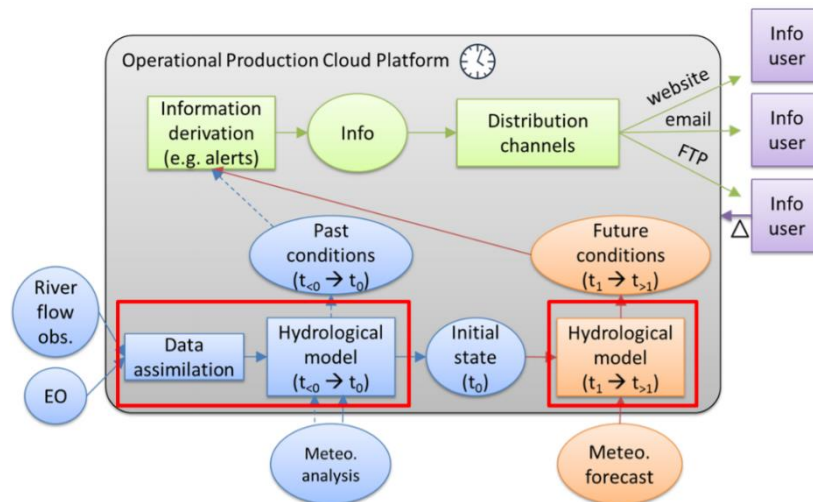 Operational Production Cloud Platform
Information
derivation
(e.g. alerts)
Info
Distribution
channels
website
email
FTP
Info
user
Info
user
Info
user
Δ
Past
conditions
(t<0 → t0)
Future
conditions
(t1 → t>1)
River
flow
obs.
EO
Data
assimilation
Hydrological
model
(t<0 → t0)
Initial
state
(t0)
Hydrological
model
(t1 → t>1)
Meteo.
analysis
Meteo.
forecast